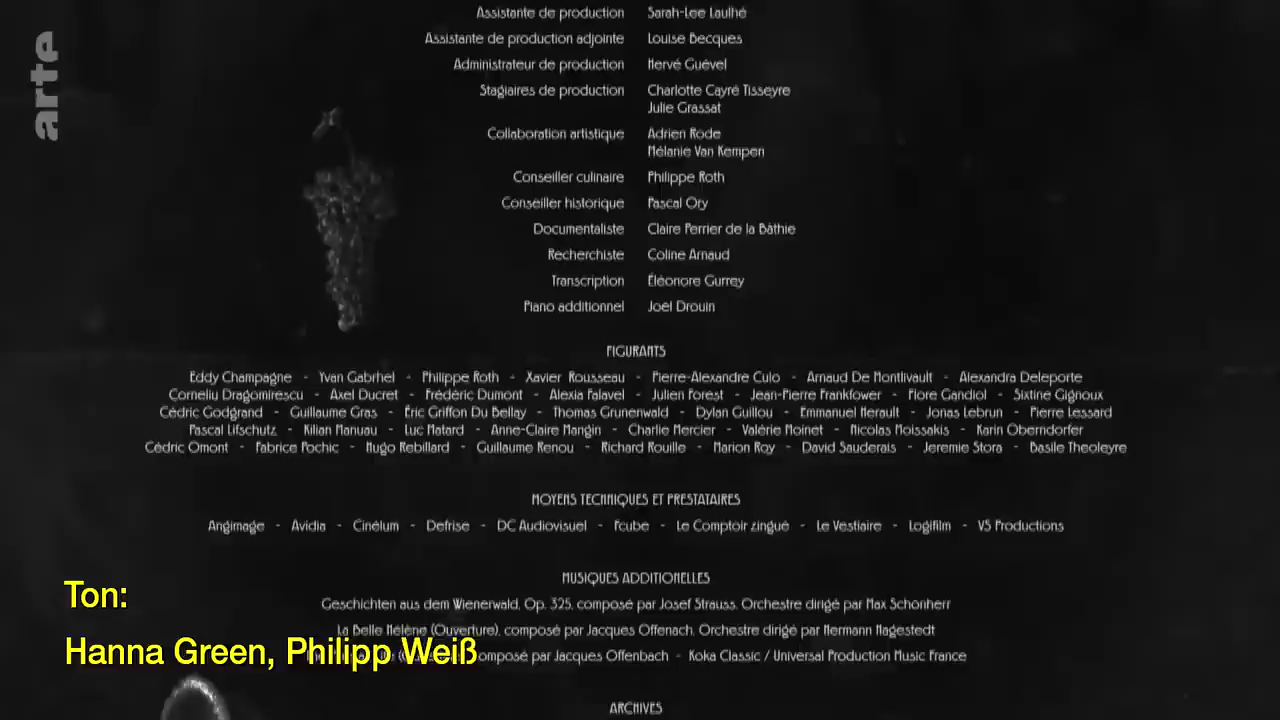 arte
Assistante de production Sarah-Lee Laulhé
Assistante de production adjointe Louise Becques
Administrateur de production Hervé Guével
Stagiaires de production Charlotte Cayré Tisseyre
Julie Grassat
Collaboration artistique Adrien Rode
Mélanie Van Kempen
Conseiller culinaire Philippe Roth
Conseiller historique Pascal Ory
Documentaliste Claire Perrier de la Bâthie
Recherchiste Coline Arnaud
Transcription Éléonore Gurrey
Piano additionnel Joël Drouin
FIGURANTS
Eddy Champagne - Yvan Gabrhel - Philippe Roth - Xavier Rousseau - Pierre-Alexandre Culo - Arnaud De Montlivault - Alexandra Deleporte
Corneliu Dragomirescu - Axel Ducret - Frédéric Dumont - Alexia Falavel - Julien Forest - Jean-Pierre Frankfower - Flore Gandiol - Sixtine Gignoux
Cédric Godgrand - Guillaume Gras - Éric Griffon Du Bellay - Thomas Grunenwald - Dylan Guillou - Emmanuel Herault - Jonas Lebrun - Pierre Lessard
Pascal Lifschutz - Kilian Manuau - Luc Matard - Anne-Claire Mangin - Charlie Mercier - Valérie Moinet - Nicolas Moissakis - Karin Oberndorfer
Cédric Omont - Fabrice Pochic - Hugo Rebillard - Guillaume Renou - Richard Rouille - Marion Roy - David Sauderais - Jeremie Stora - Basile Theoleyre
MOYENS TECHNIQUES ET PRESTATAIRES
Angimage - Avidia - Cinélum - Defrise - DC Audiovisuel - Fcube - Le Comptoir zingué - Le Vestiaire - Logifilm - VS Productions
MUSIQUES ADDITIONELLES
Geschichten aus dem Wienerwald, Op. 325, composé par Josef Strauss. Orchestre dirigé par Max Schonherr
La Belle Hélène (Ouverture), composé par Jacques Offenach. Orchestre dirigé par Hermann Hagestedt
composé par Jacques Offenbach - Koka Classic / Universal Production Music France
ARCHIVES
Ton:
Hanna Green, Philipp Weiß